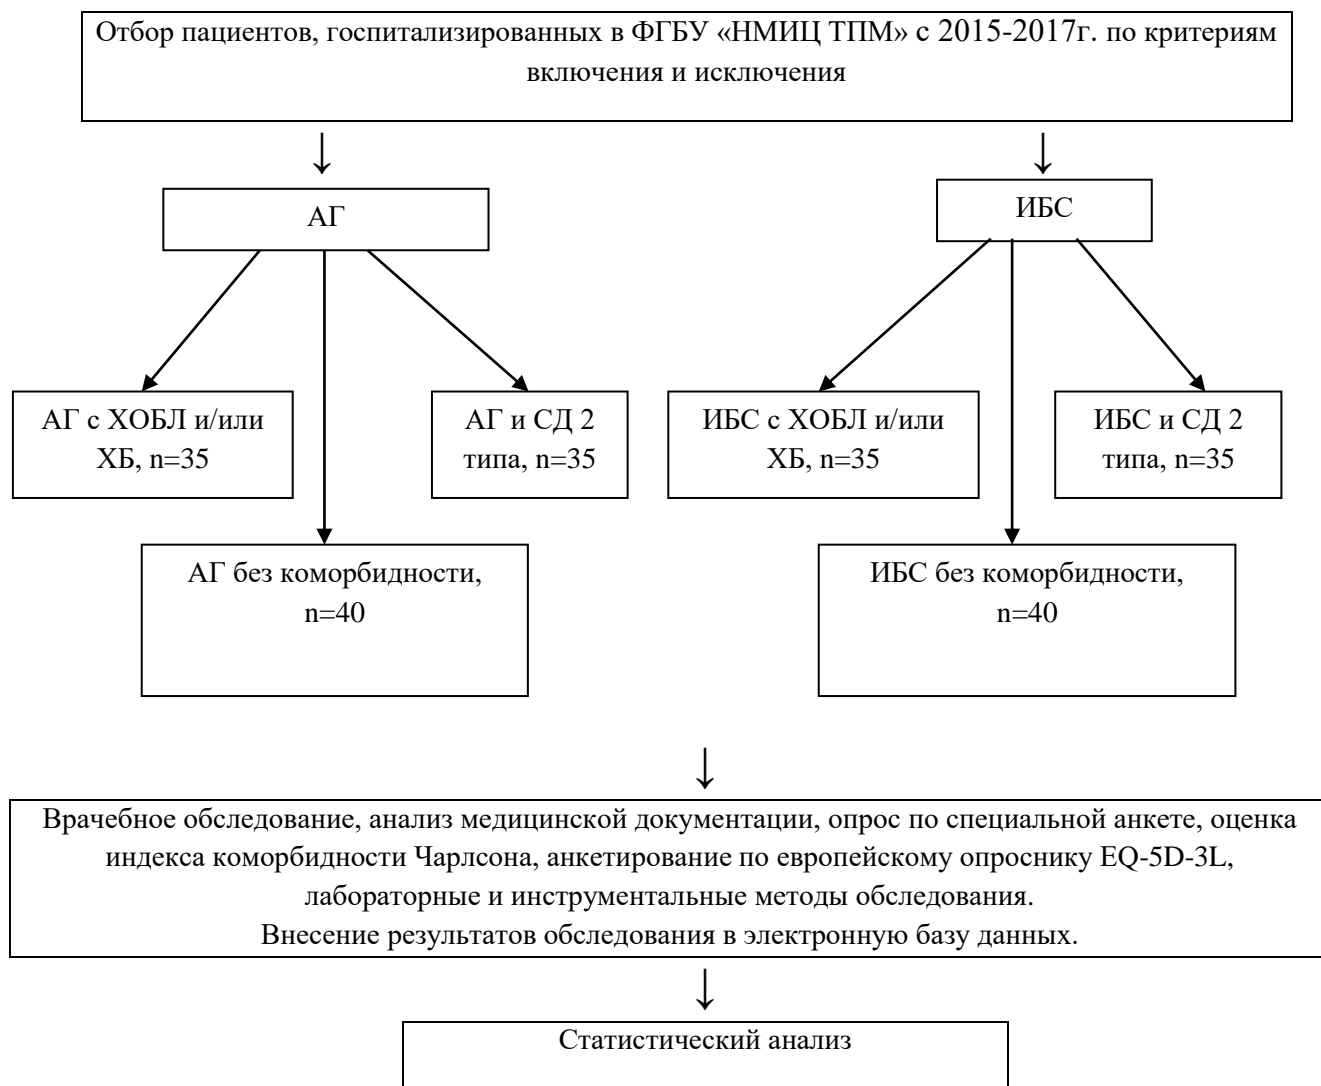 Отбор пациентов, госпитализированных в ФГБУ «НМИЦ ТПМ» с 2015-2017г. по критериям
включения и исключения
АГ
ИБС
АГ с ХОБЛ и/или
ХБ, n=35
АГ и СД 2
типа, n=35
ИБС с ХОБЛ и/или
ХБ, n=35
ИБС и СД 2
типа, n=35
АГ без коморбидности,
n=40
ИБС без коморбидности,
n=40
Врачебное обследование, анализ медицинской документации, опрос по специальной анкете, оценка
индекса коморбидности Чарлсона, анкетирование по европейскому опроснику EQ-5D-3L,
лабораторные и инструментальные методы обследования.
Внесение результатов обследования в электронную базу данных.
Статистический анализ